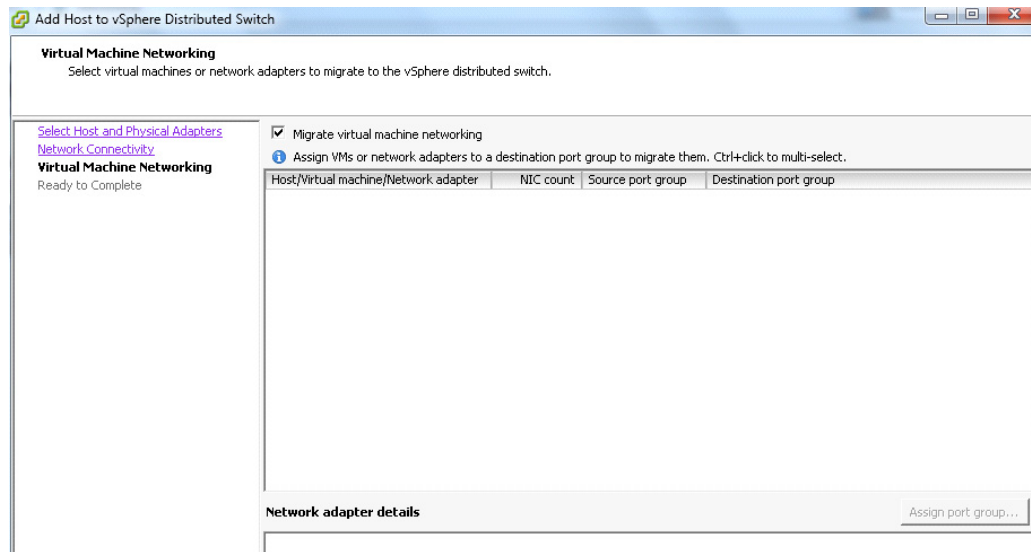 Add Host to vSphere Distributed Switch
Virtual Machine Networking
Select virtual machines or network adapters to migrate to the vSphere distributed switch.
Select Host and Physical Adapters
Network Connectivity
Virtual Machine Networking
Ready to Complete
Migrate virtual machine networking
Assign VMs or network adapters to a destination port group to migrate them. Ctrl+click to multi-select.
Host/Virtual machine/Network adapter NIC count Source port group Destination port group
Network adapter details Assign port group...